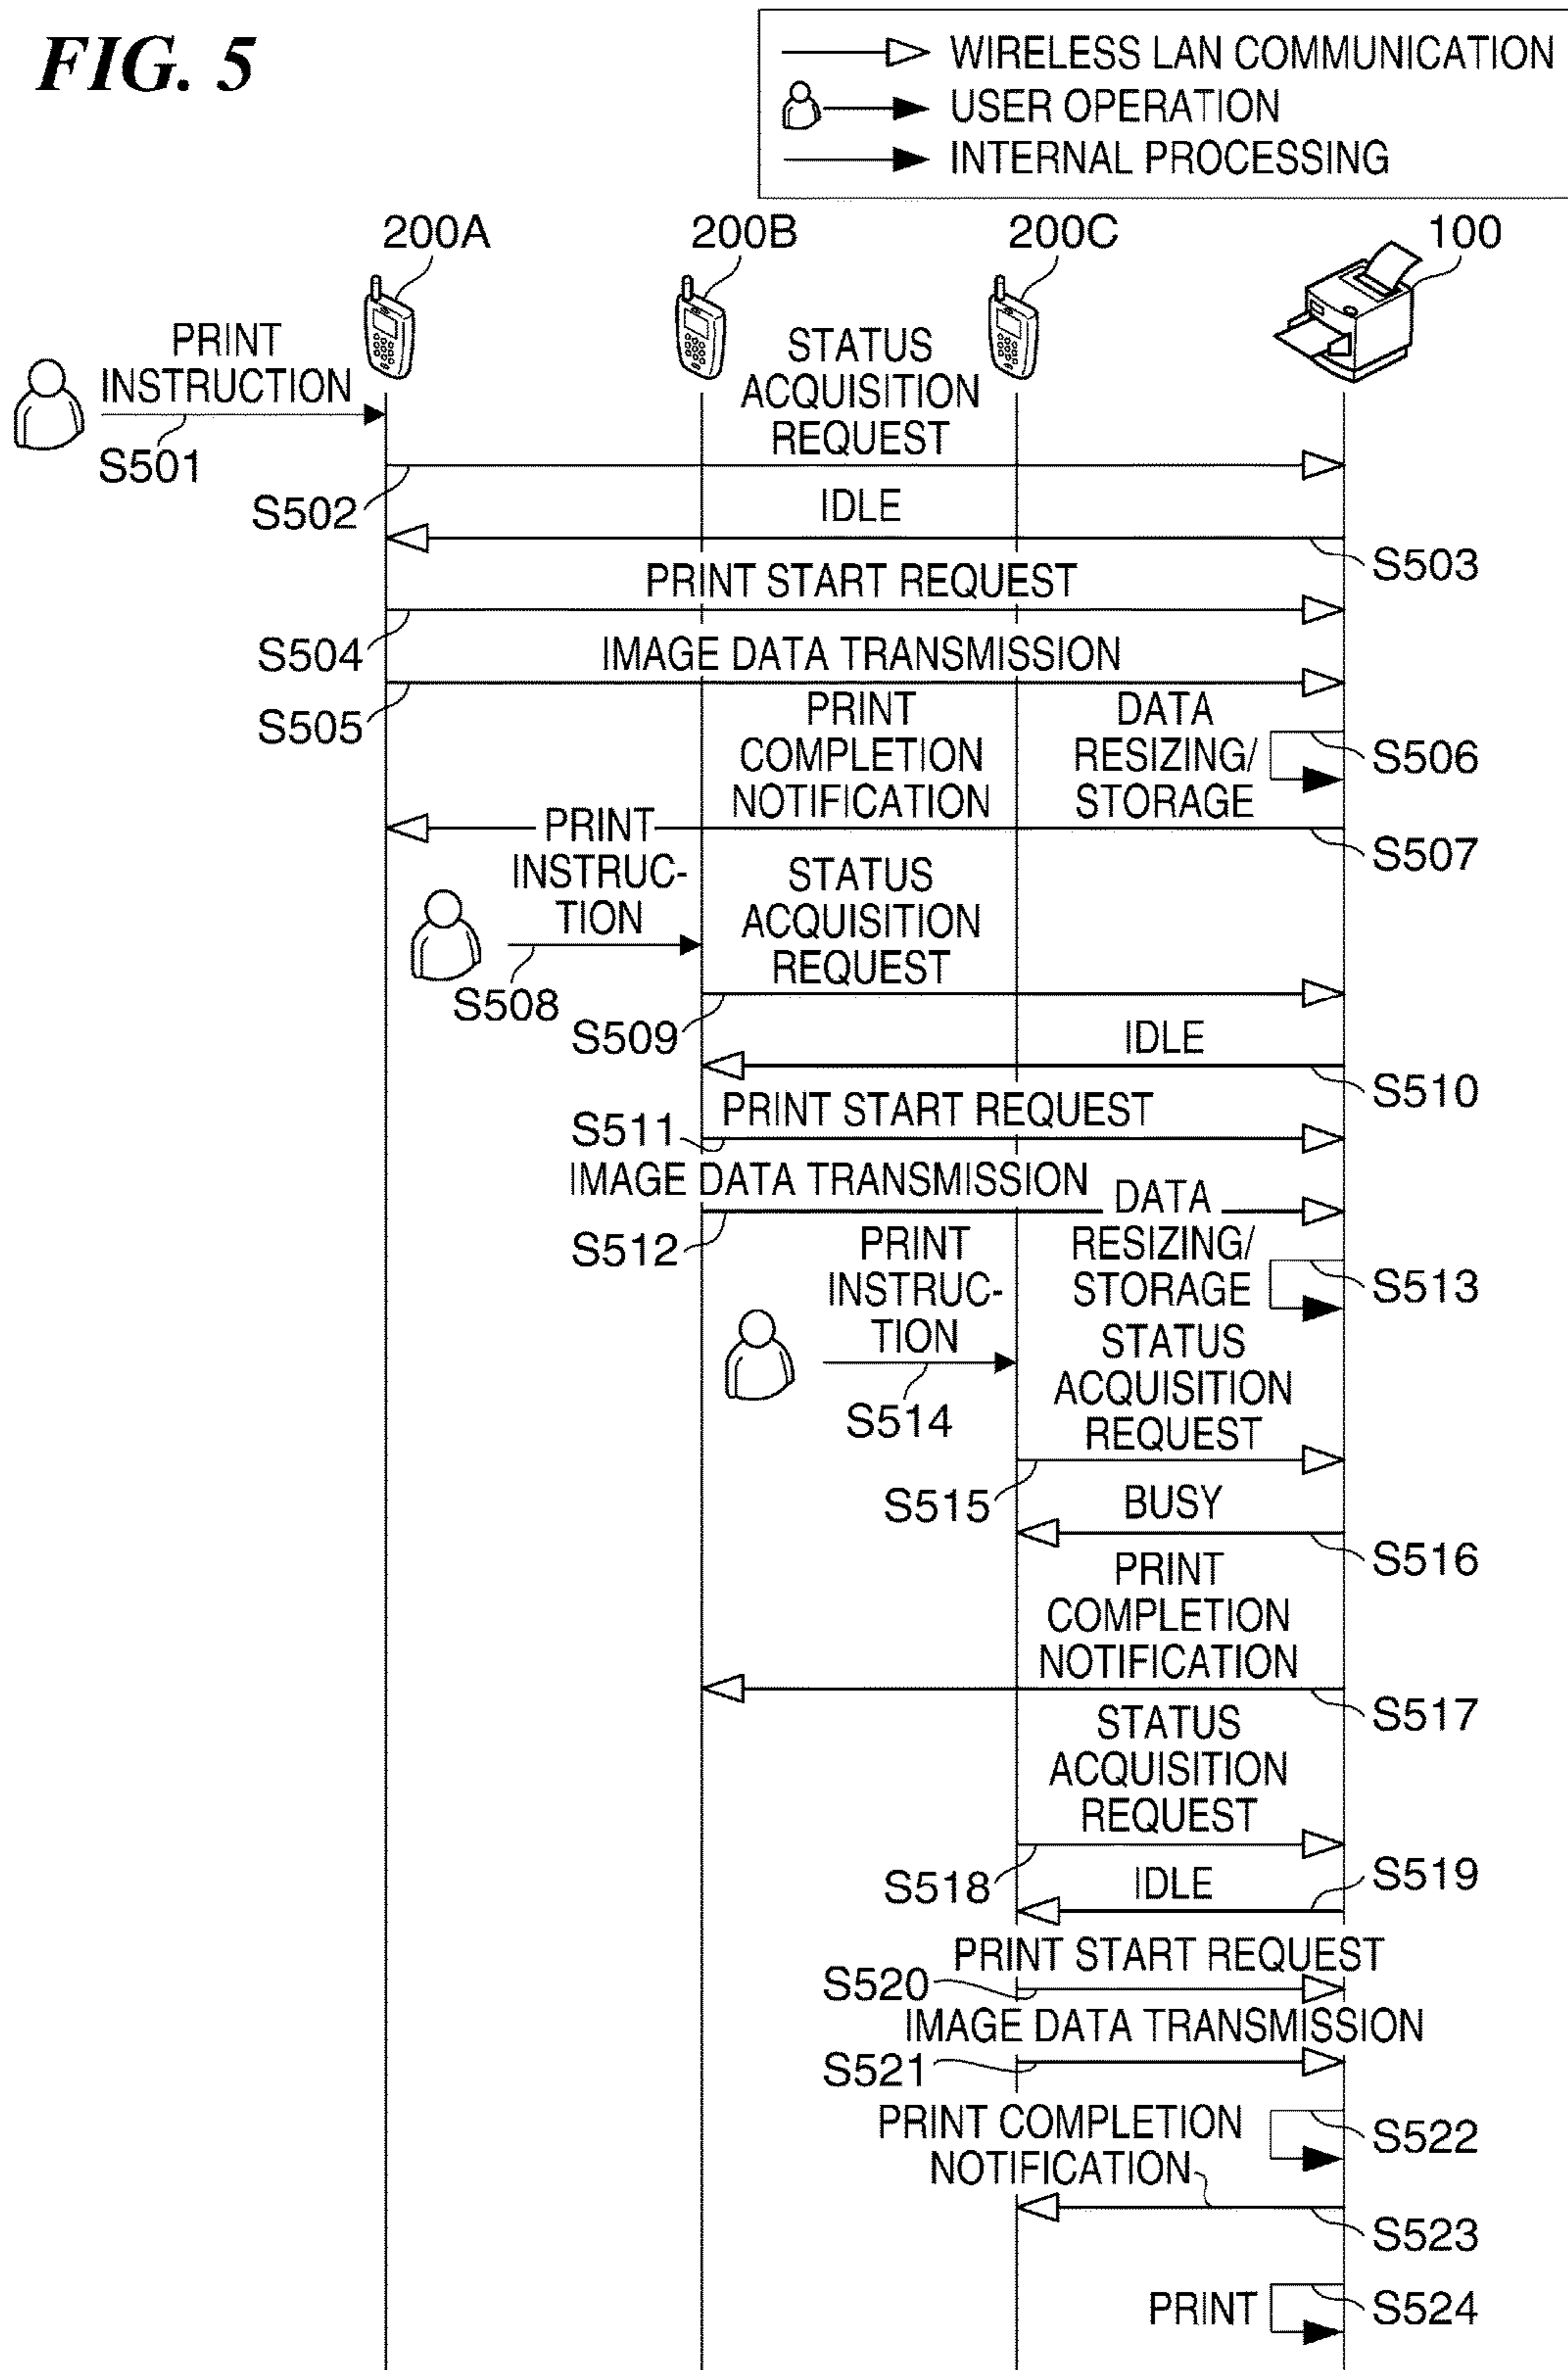 FIG. 5
WIRELESS LAN COMMUNICATION
USER OPERATION
INTERNAL PROCESSING
200A
200B
200C
100
PRINT
INSTRUCTION
S501
STATUS
ACQUISITION
REQUEST
S502
IDLE
S503
PRINT START REQUEST
S504
IMAGE DATA TRANSMISSION
S505
DATA
RESIZING/
STORAGE
S506
PRINT
COMPLETION
NOTIFICATION
S507
PRINT
INSTRUC-
TION
S508
STATUS
ACQUISITION
REQUEST
S509
IDLE
S510
PRINT START REQUEST
S511
IMAGE DATA TRANSMISSION
S512
DATA
RESIZING/
STORAGE
S513
PRINT
INSTRUC-
TION
S514
STATUS
ACQUISITION
REQUEST
S515
BUSY
S516
PRINT
COMPLETION
NOTIFICATION
S517
STATUS
ACQUISITION
REQUEST
S518
IDLE
S519
PRINT START REQUEST
S520
IMAGE DATA TRANSMISSION
S521
S522
PRINT COMPLETION
NOTIFICATION
S523
PRINT
S524